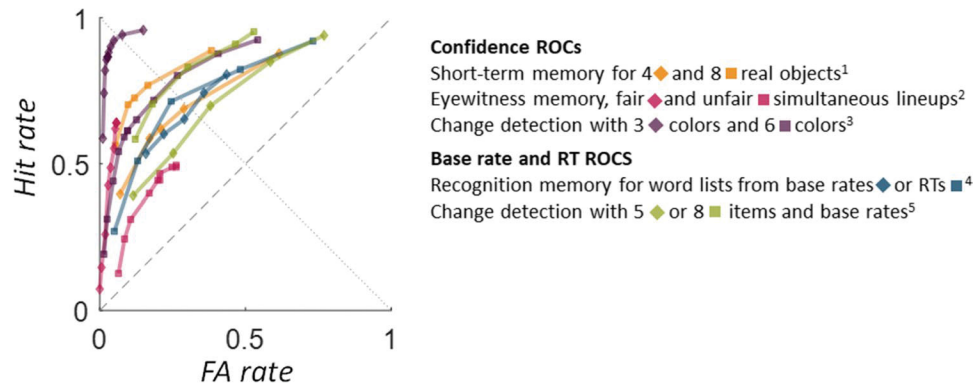 1
Hit rate
0.5
0
0
0.5
1
FA rate
Confidence ROCs
Short-term memory for 4 and 8 real objects1
Eyewitness memory, fair and unfair simultaneous lineups2
Change detection with 3 colors and 6 colors3
Base rate and RT ROCS
Recognition memory for word lists from base rates or RTs 4
Change detection with 5 or 8 items and base rates5